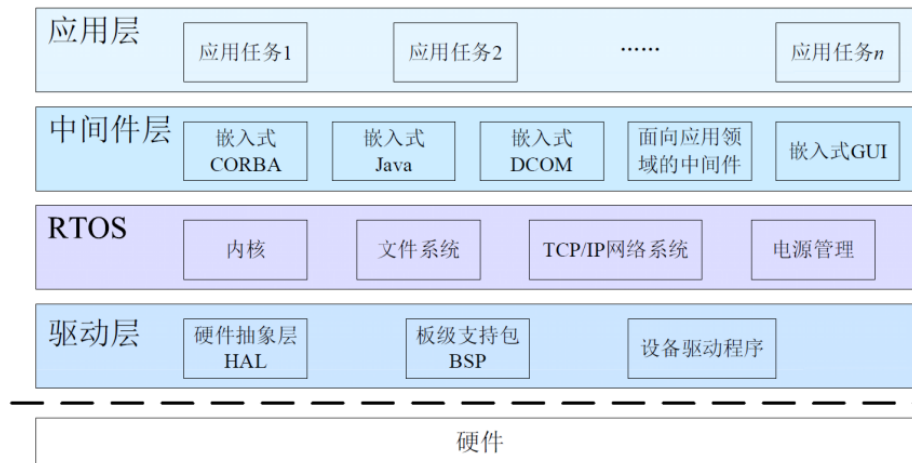 应用层
应用任务1
应用任务2
······
应用任务n
中间件层
嵌入式
CORBA
嵌入式
Java
嵌入式
DCOM
面向应用领
域的中间件
嵌入式GUI
RTOS
内核
文件系统
TCP/IP网络系统
电源管理
驱动层
硬件抽象层
HAL
板级支持包
BSP
设备驱动程序
硬件